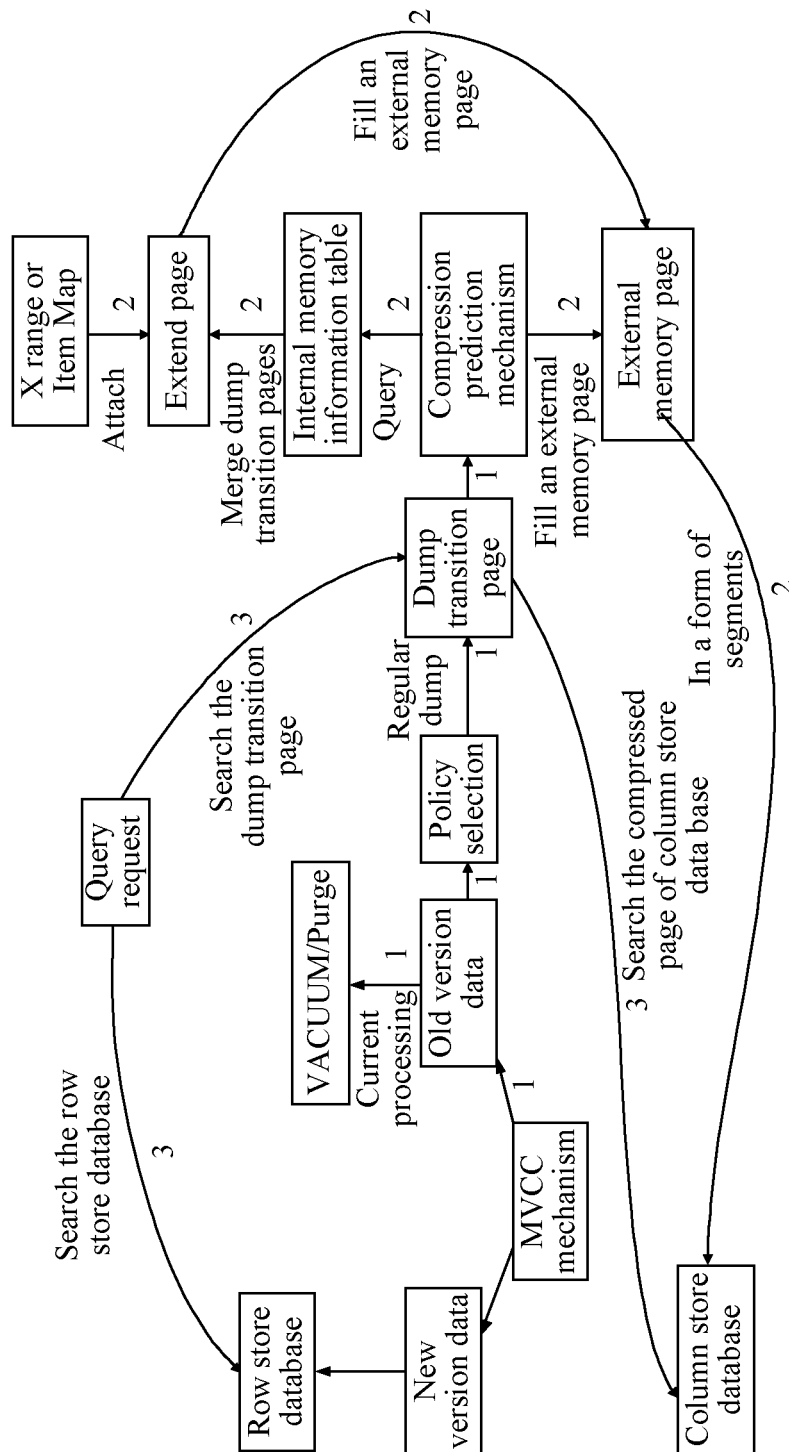 X range or
Item Map
Search the row
store database
3
Query
request
Attach
2
2
Search the
dump transition
page
3
Extend page
Fill an
external
memory
page
Row store
database
VACUUM/Purge
Merge dump
transition pages
2
Internal memory
information table
Current
processing
1
Query
2
New
version data
Old version
data
1
Policy
selection
Regular
dump
1
Dump
transition
page
1
Compression
prediction
mechanism
MVCC
mechanism
1
Fill an external
memory page
2
3
Search the compressed
page of column store
data base
External
memory page
In a form of
segments
2
Column store
database